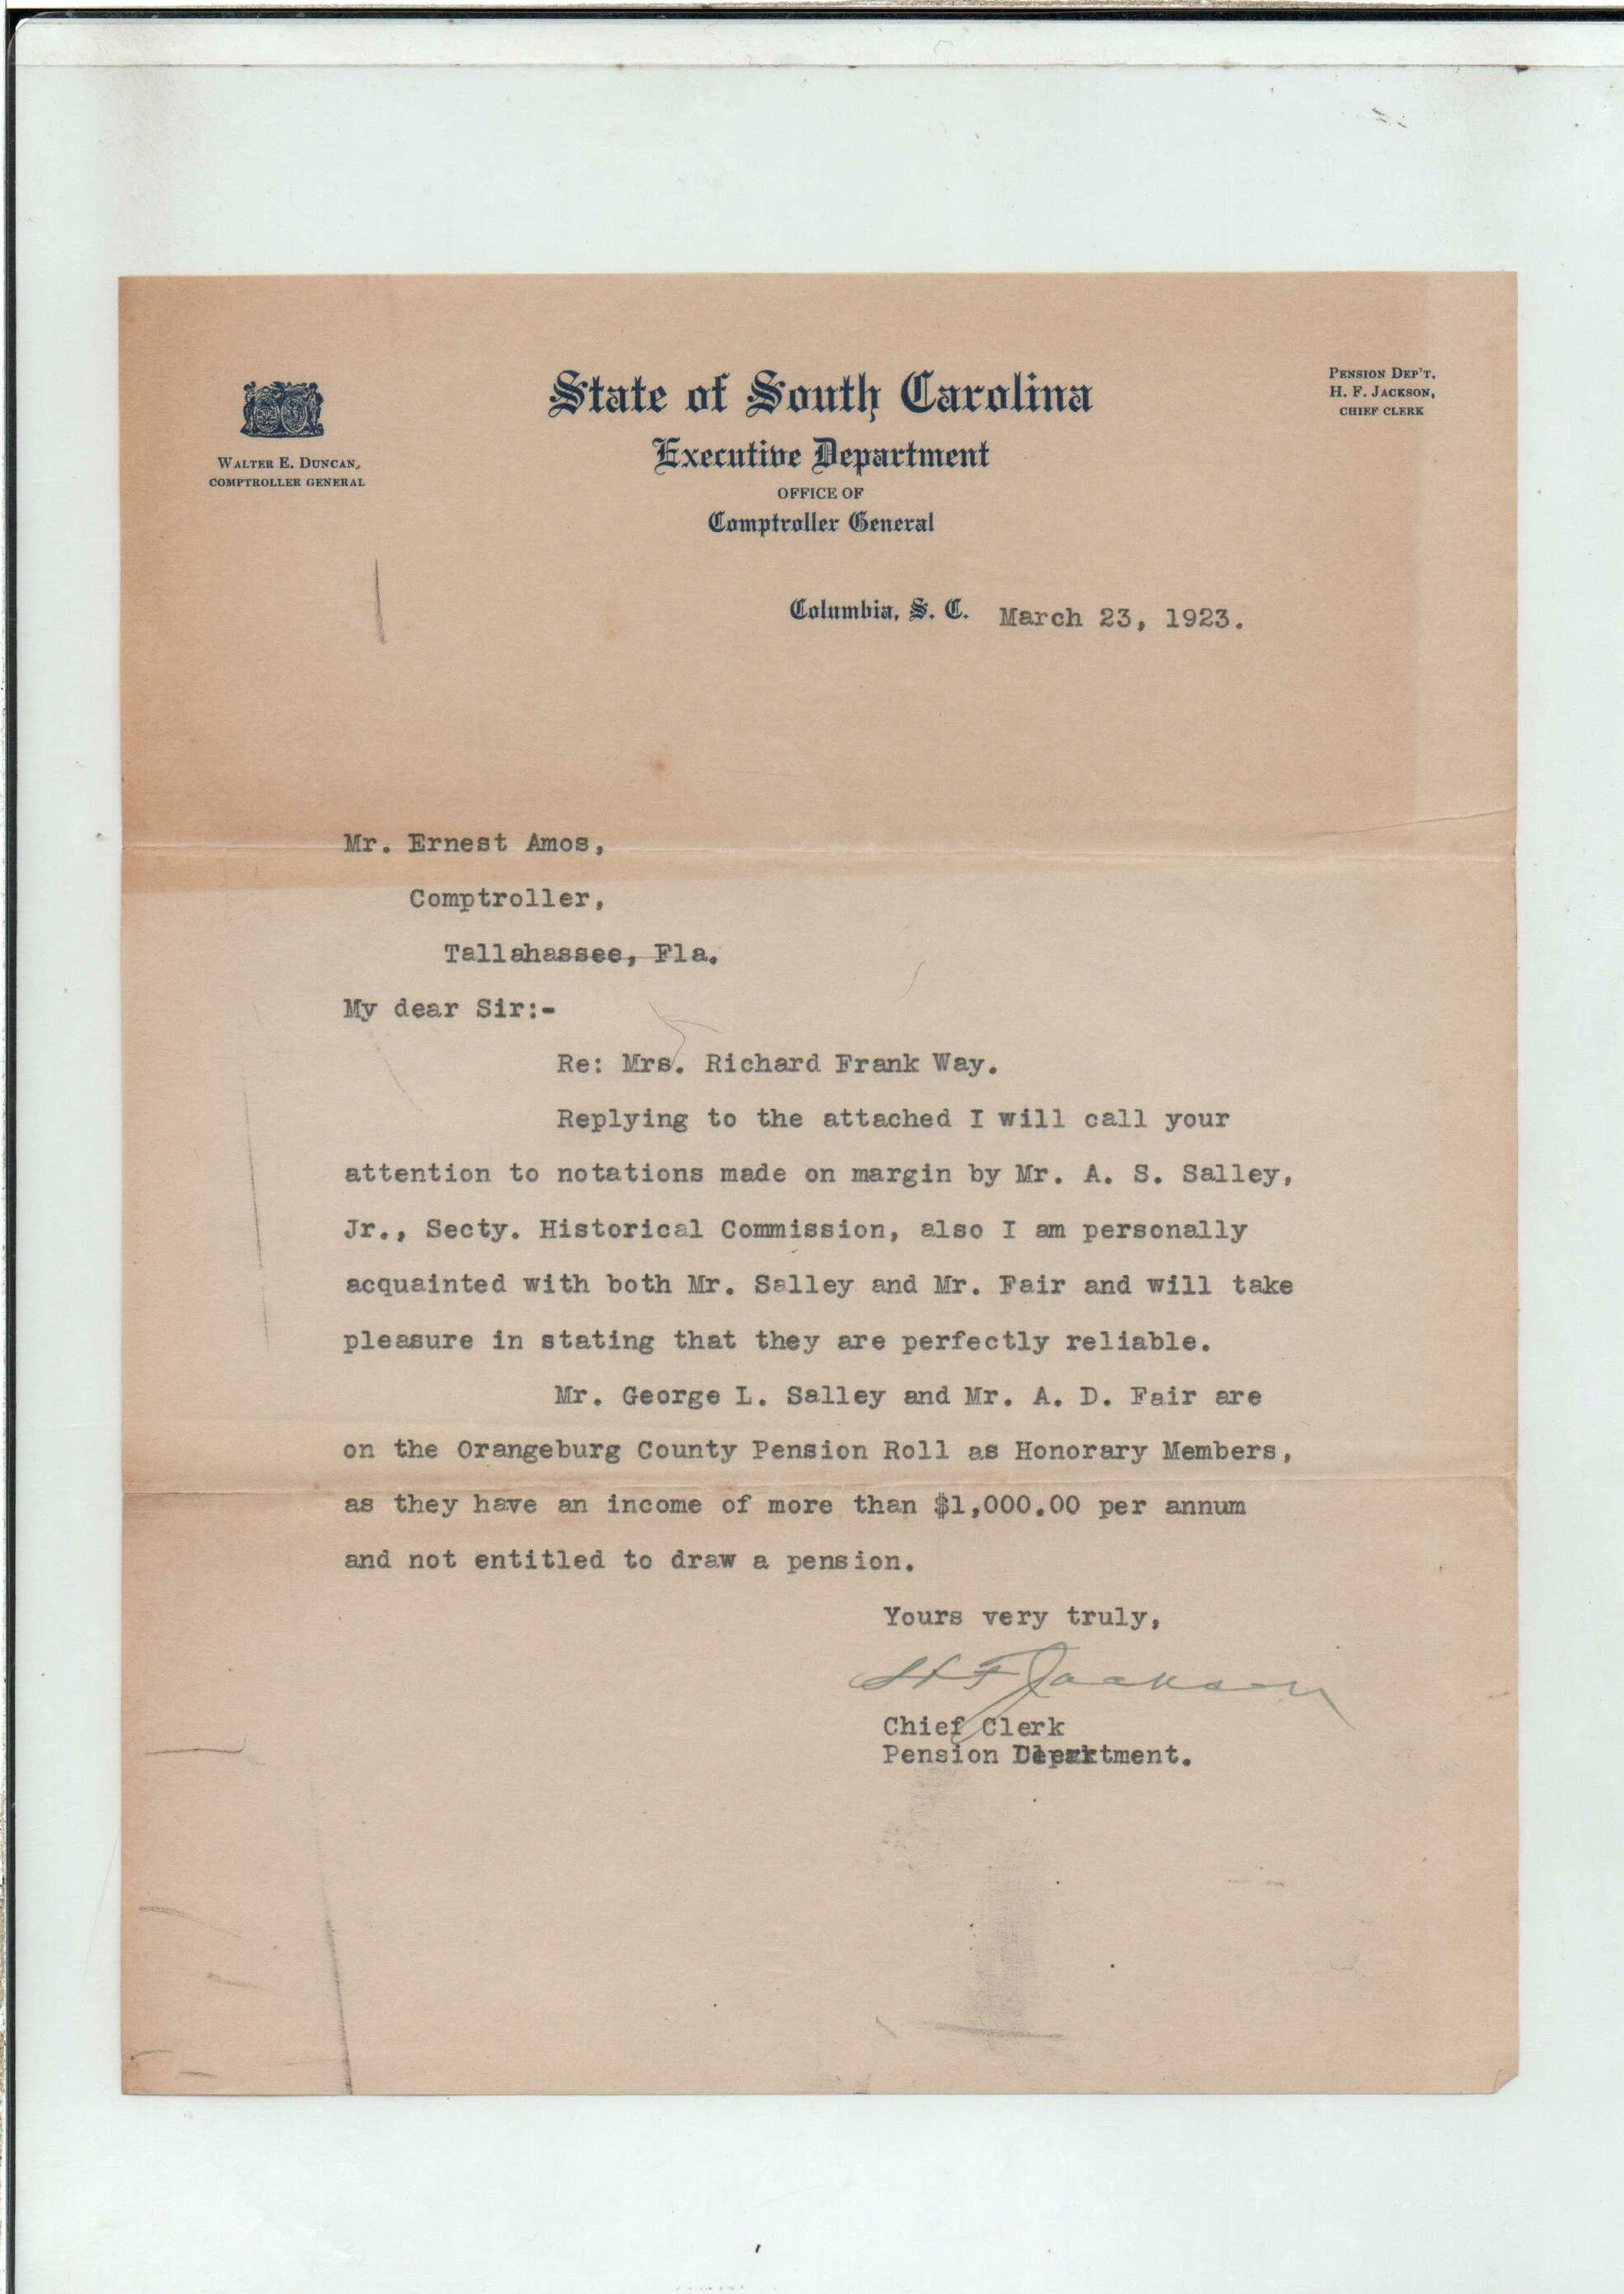 State of South Carolina
Executive Department
OFFICE OF
Comptroller General
WALTER E. DUNCAN,
COMPTROLLER GENERAL
PENSION DEP'T.
H. F. JACKSON,
CHIEF CLERK
Columbia, S. C. March 23, 1923.
Mr. Ernest Amos,
Comptroller,
Tallahassee, Fla.
My dear Sir:-
Re: Mrs. Richard Frank Way.
Replying to the attached I will call your
attention to notations made on margin by Mr. A. S. Salley,
Jr., Secty. Historical Commission, also I am personally
acquainted with both Mr. Salley and Mr. Fair and will take
pleasure in stating that they are perfectly reliable.
Mr. George L. Salley and Mr. A. D. Fair are
on the Orangeburg County Pension Roll as Honorary Members,
as they have an income of more than $1,000.00 per annum
and not entitled to draw a pension.
Yours very truly,
H F Jackson
Chief Clerk
Pension Department.